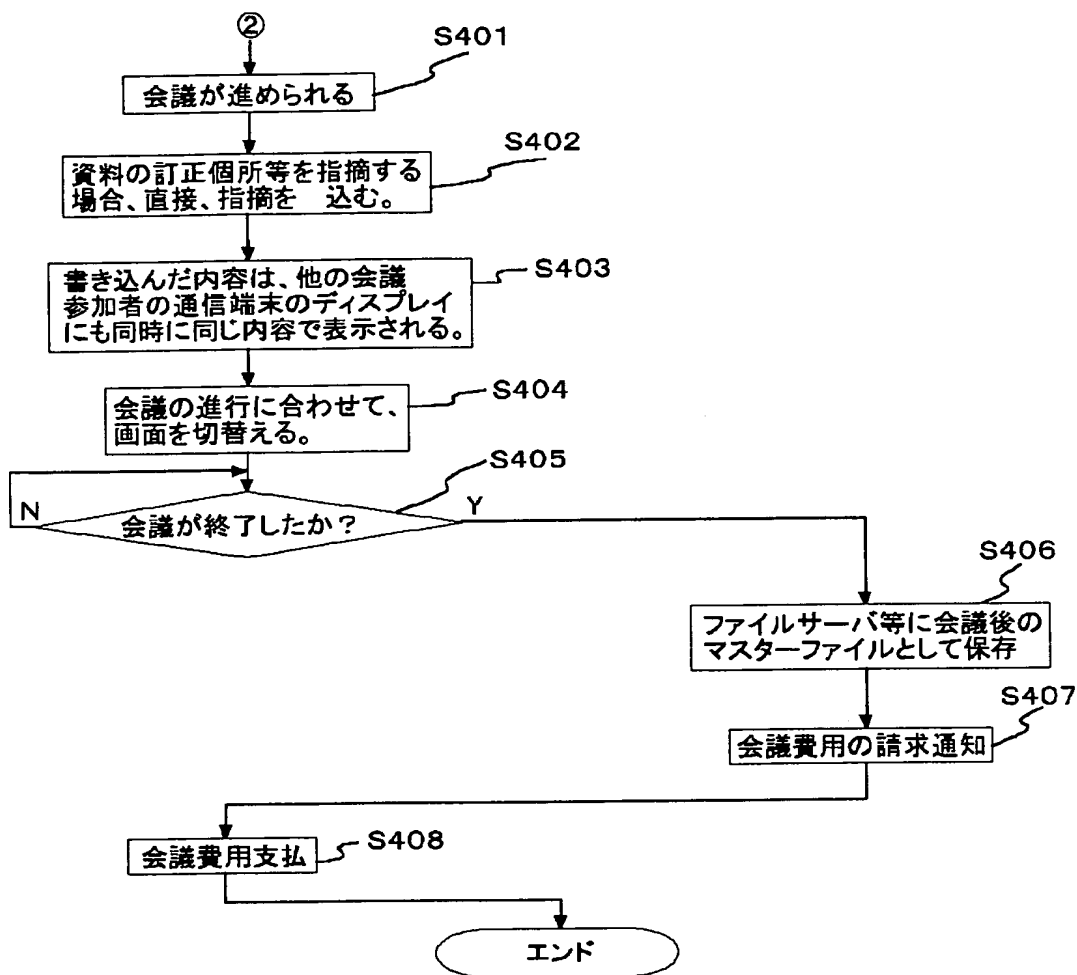 ②
S401
会議が進められる
S402
資料の訂正個所等を指摘する
場合、直接、指摘を　込む。
S403
書き込んだ内容は、他の会議
参加者の通信端末のディスプレイ
にも同時に同じ内容で表示される。
S404
会議の進行に合わせて、
画面を切替える。
S405
N
会議が終了したか？
Y
S406
ファイルサーバ等に会議後の
マスターファイルとして保存
S407
会議費用の請求通知
会議費用支払
S408
エンド